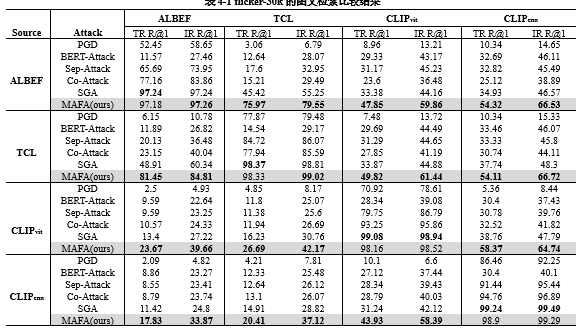 表 4-1 flicker-30k 的图文检索比较结果
Source Attack ALBEF TCL CLIPvit CLIPcnn
TR R@1 IR R@1 TR R@1 IR R@1 TR R@1 IR R@1 TR R@1 IR R@1
PGD 52.45 58.65 3.06 6.79 8.96 13.21 10.34 14.65
BERT-Attack 11.57 27.46 12.64 28.07 29.33 43.17 32.69 46.11
Sep-Attack 65.69 73.95 17.6 32.95 31.17 45.23 32.82 45.49
ALBEF Co-Attack 77.16 83.86 15.21 29.49 23.6 36.48 25.12 38.89
SGA 97.24 97.24 45.42 55.25 33.38 44.16 34.93 46.57
MAFA(ours) 97.18 97.26 75.97 79.55 47.85 59.86 54.32 66.53
PGD 6.15 10.78 77.87 79.48 7.48 13.72 10.34 15.33
BERT-Attack 11.89 26.82 14.54 29.17 29.69 44.49 33.46 46.07
Sep-Attack 20.13 36.48 84.72 86.07 31.29 44.65 33.33 45.8
TCL Co-Attack 23.15 40.04 77.94 85.59 27.85 41.19 30.74 44.11
SGA 48.91 60.34 98.37 98.81 33.87 44.88 37.74 48.3
MAFA(ours) 81.45 84.81 98.33 99.02 49.82 61.44 54.11 66.72
PGD 2.5 4.93 4.85 8.17 70.92 78.61 5.36 8.44
BERT-Attack 9.59 22.64 11.8 25.07 28.34 39.08 30.4 37.43
Sep-Attack 9.59 23.25 11.38 25.6 79.75 86.79 30.78 39.76
CLIPvit Co-Attack 10.57 24.33 11.94 26.69 93.25 95.86 32.52 41.82
SGA 13.4 27.22 16.23 30.76 99.08 98.94 38.76 47.79
MAFA(ours) 23.67 39.66 26.69 42.17 98.16 98.52 58.37 64.74
PGD 2.09 4.82 4.21 7.81 10.1 6.6 86.46 92.25
BERT-Attack 8.86 23.27 12.33 25.48 27.12 37.44 30.4 40.1
Sep-Attack 8.55 23.41 12.64 26.12 28.34 39.43 91.44 95.44
CLIPcnn Co-Attack 8.79 23.74 13.1 26.07 28.79 40.03 94.76 96.89
SGA 11.42 24.8 14.91 28.82 31.24 42.12 99.24 99.49
MAFA(ours) 17.83 33.87 20.41 37.12 43.93 58.39 98.9 99.29